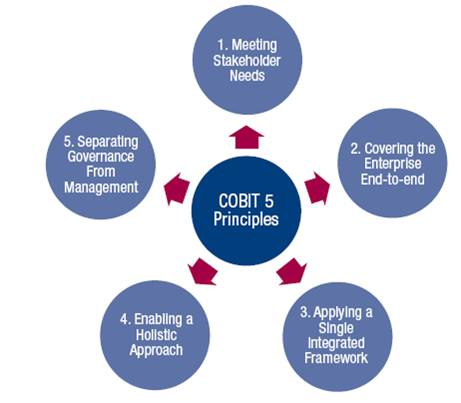 1. Meeting
Stakeholder
Needs
2. Covering the
Enterprise
End-to-end
3. Applying a
Single
Integrated
Framework
4. Enabling a
Holistic
Approach
5. Separating
Governance
From
Management
COBIT 5
Principles